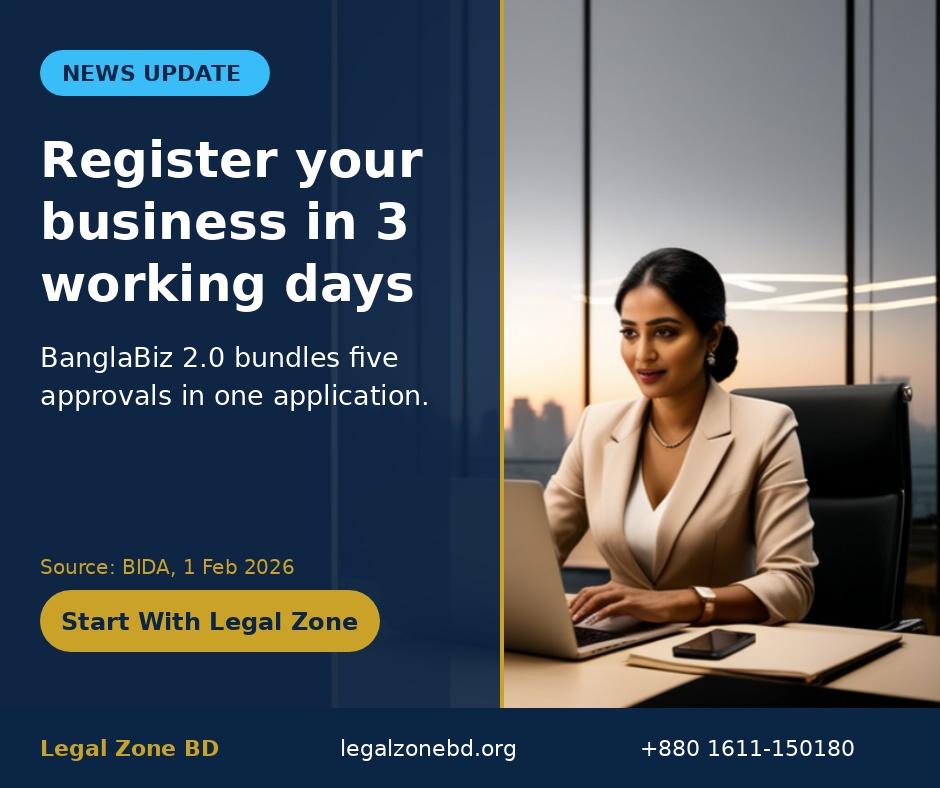 NEWS UPDATE
Register your
business in 3
working days
BanglaBiz 2.0 bundles five
approvals in one application.
Source: BIDA, 1 Feb 2026
Start With Legal Zone
Legal Zone BD
legalzonebd.org
+880 1611-150180